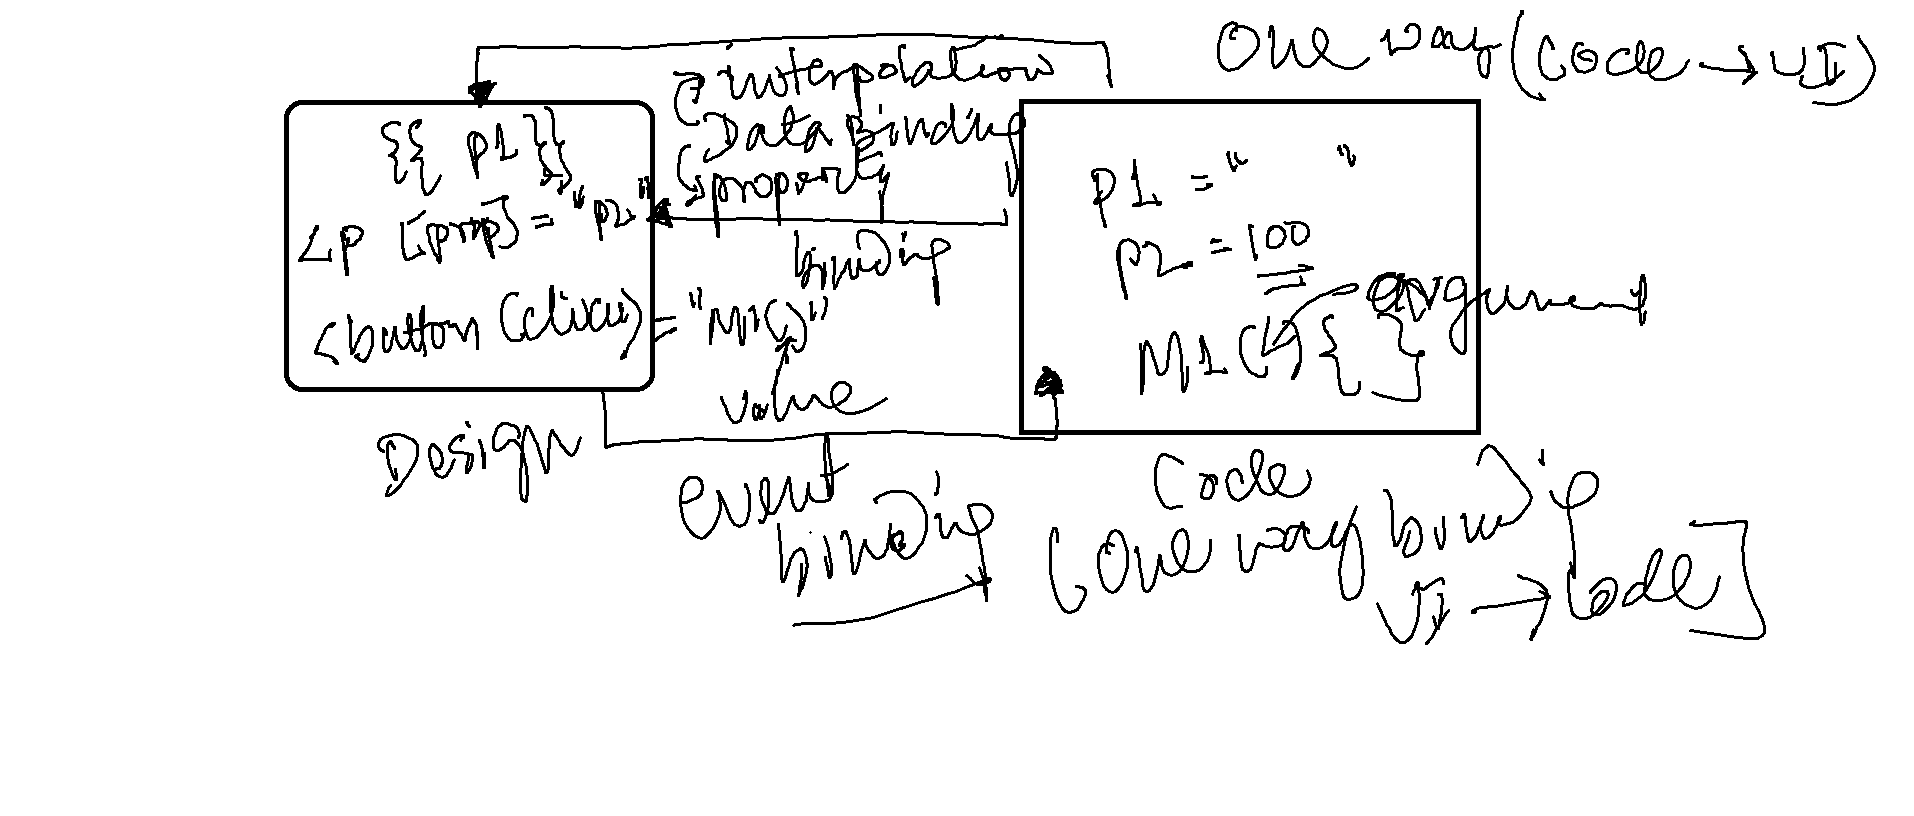 One way (Code → UI)
interpolation
Data Binding
property
binding
{{ p1 }}
<p [prop] = "p2"
<button (click) = "M1()"
value
Design
p1 = " "
p2 = 100
argument
M1( ) { }
Code
event
binding
[One way binding
UI → Code]